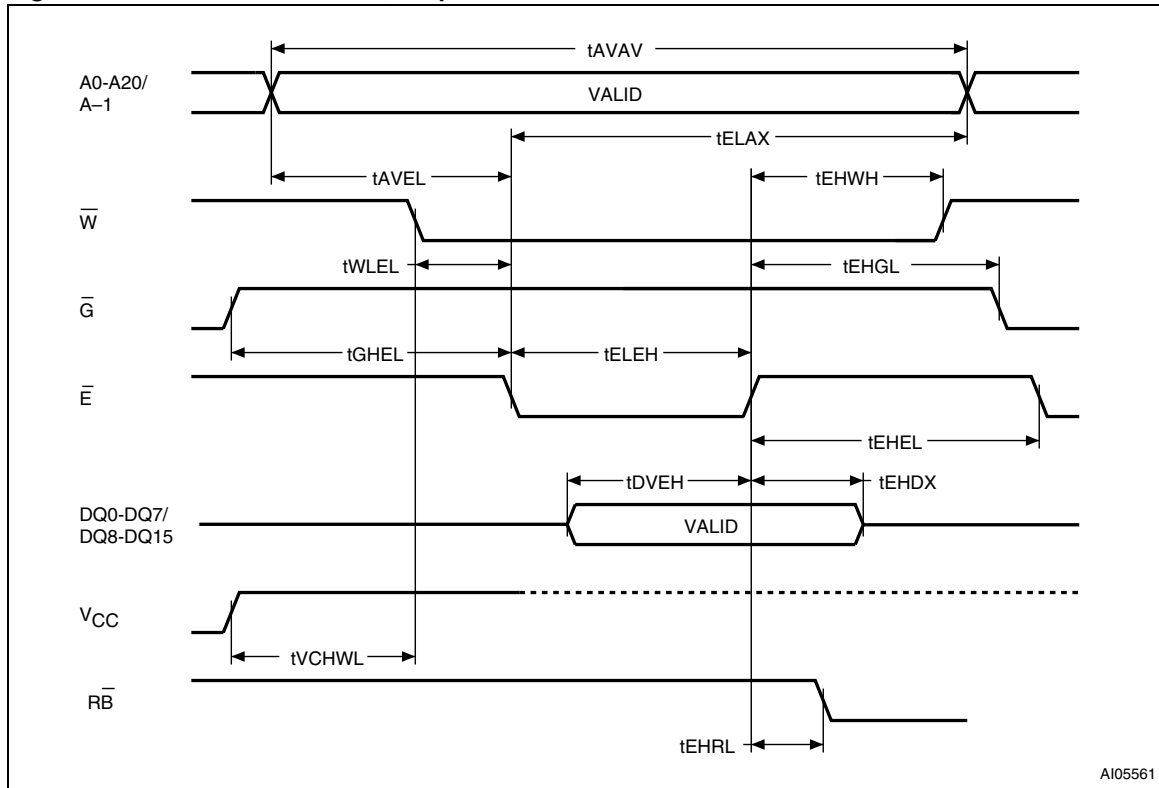 tAVAV
A0-A20/
A–1
VALID
tELAX
tAVEL
tEHWH
W̅
tWLEL
tEHGL
G̅
tGHEL
tELEH
E̅
tEHEL
tDVEH
tEHDX
DQ0-DQ7/
DQ8-DQ15
VALID
VCC
tVCHWL
RB̅
tEHRL
AI05561